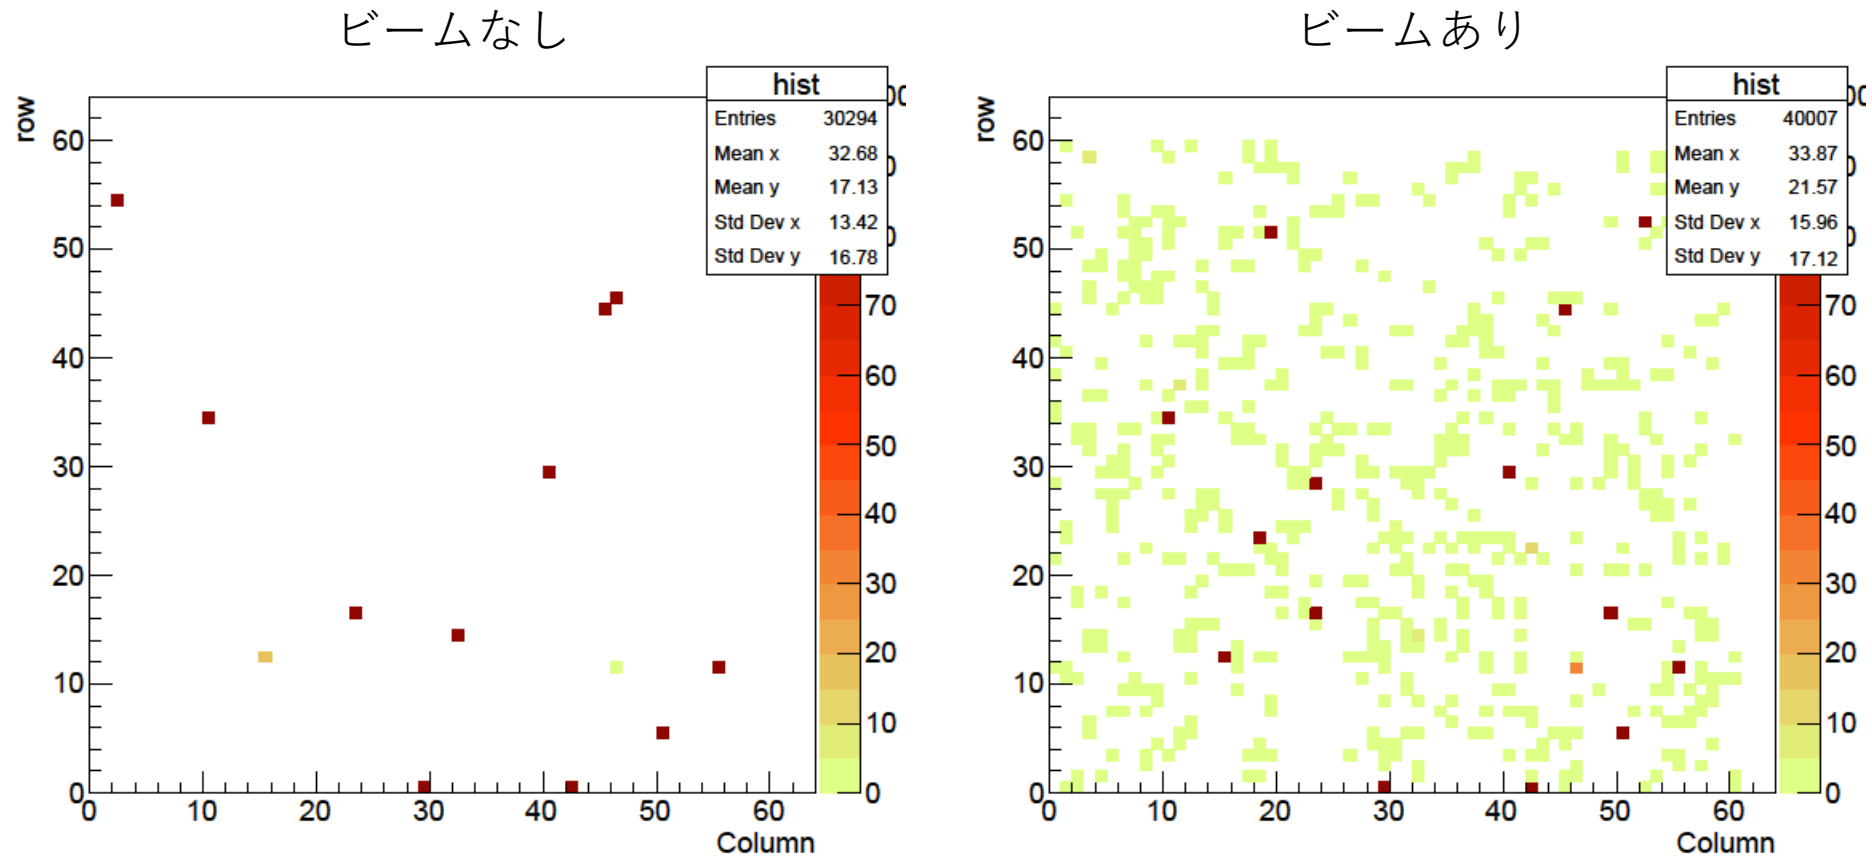 ビームなし
hist
Entries 30294
Mean x 32.68
Mean y 17.13
Std Dev x 13.42
Std Dev y 16.78
row
60
50
40
30
20
10
0
0 10 20 30 40 50 60
Column
70
60
50
40
30
20
10
0
ビームあり
hist
Entries 40007
Mean x 33.87
Mean y 21.57
Std Dev x 15.96
Std Dev y 17.12
row
60
50
40
30
20
10
0
0 10 20 30 40 50 60
Column
70
60
50
40
30
20
10
0